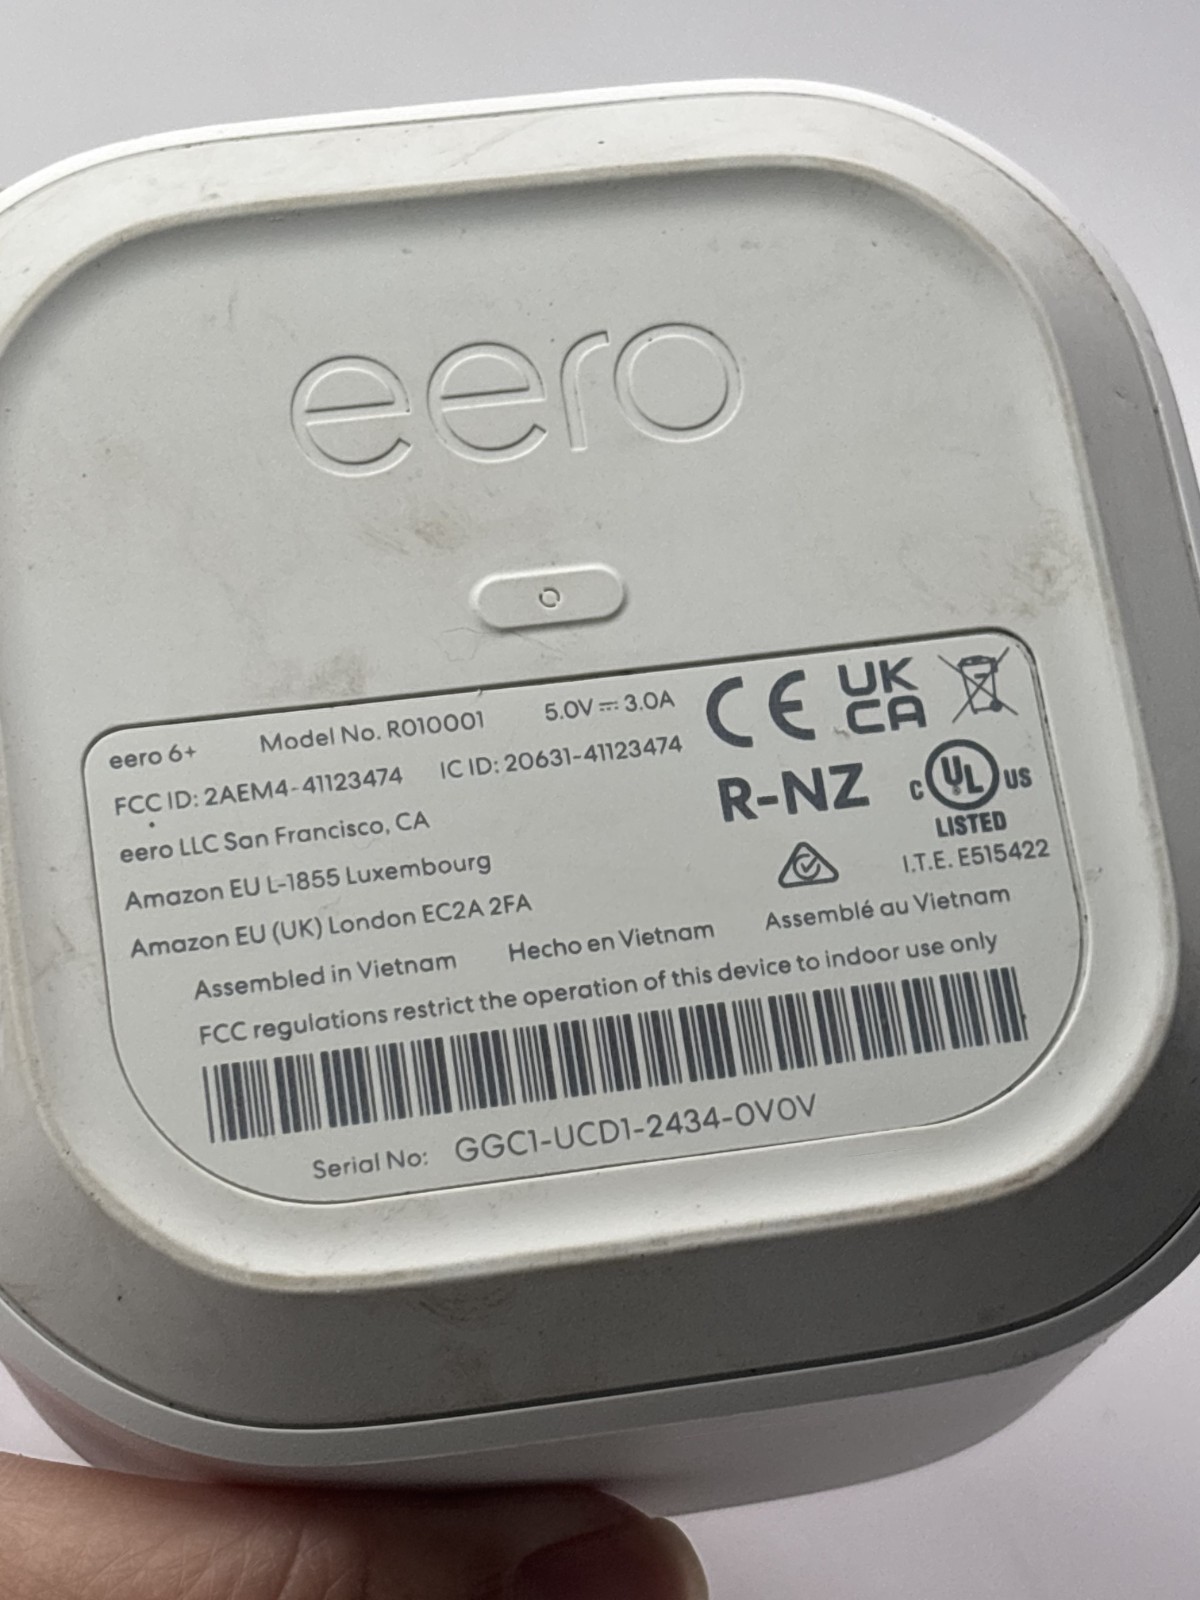 eero
eero 6+ Model No. R010001 5.0V ⎓ 3.0A
FCC ID: 2AEM4-41123474 IC ID: 20631-41123474
eero LLC San Francisco, CA
Amazon EU L-1855 Luxembourg
Amazon EU (UK) London EC2A 2FA
CE UK CA
R-NZ
C UL US
LISTED
I.T.E. E515422
Assembled in Vietnam Hecho en Vietnam Assemblé au Vietnam
FCC regulations restrict the operation of this device to indoor use only
Serial No: GGC1-UCD1-2434-0V0V